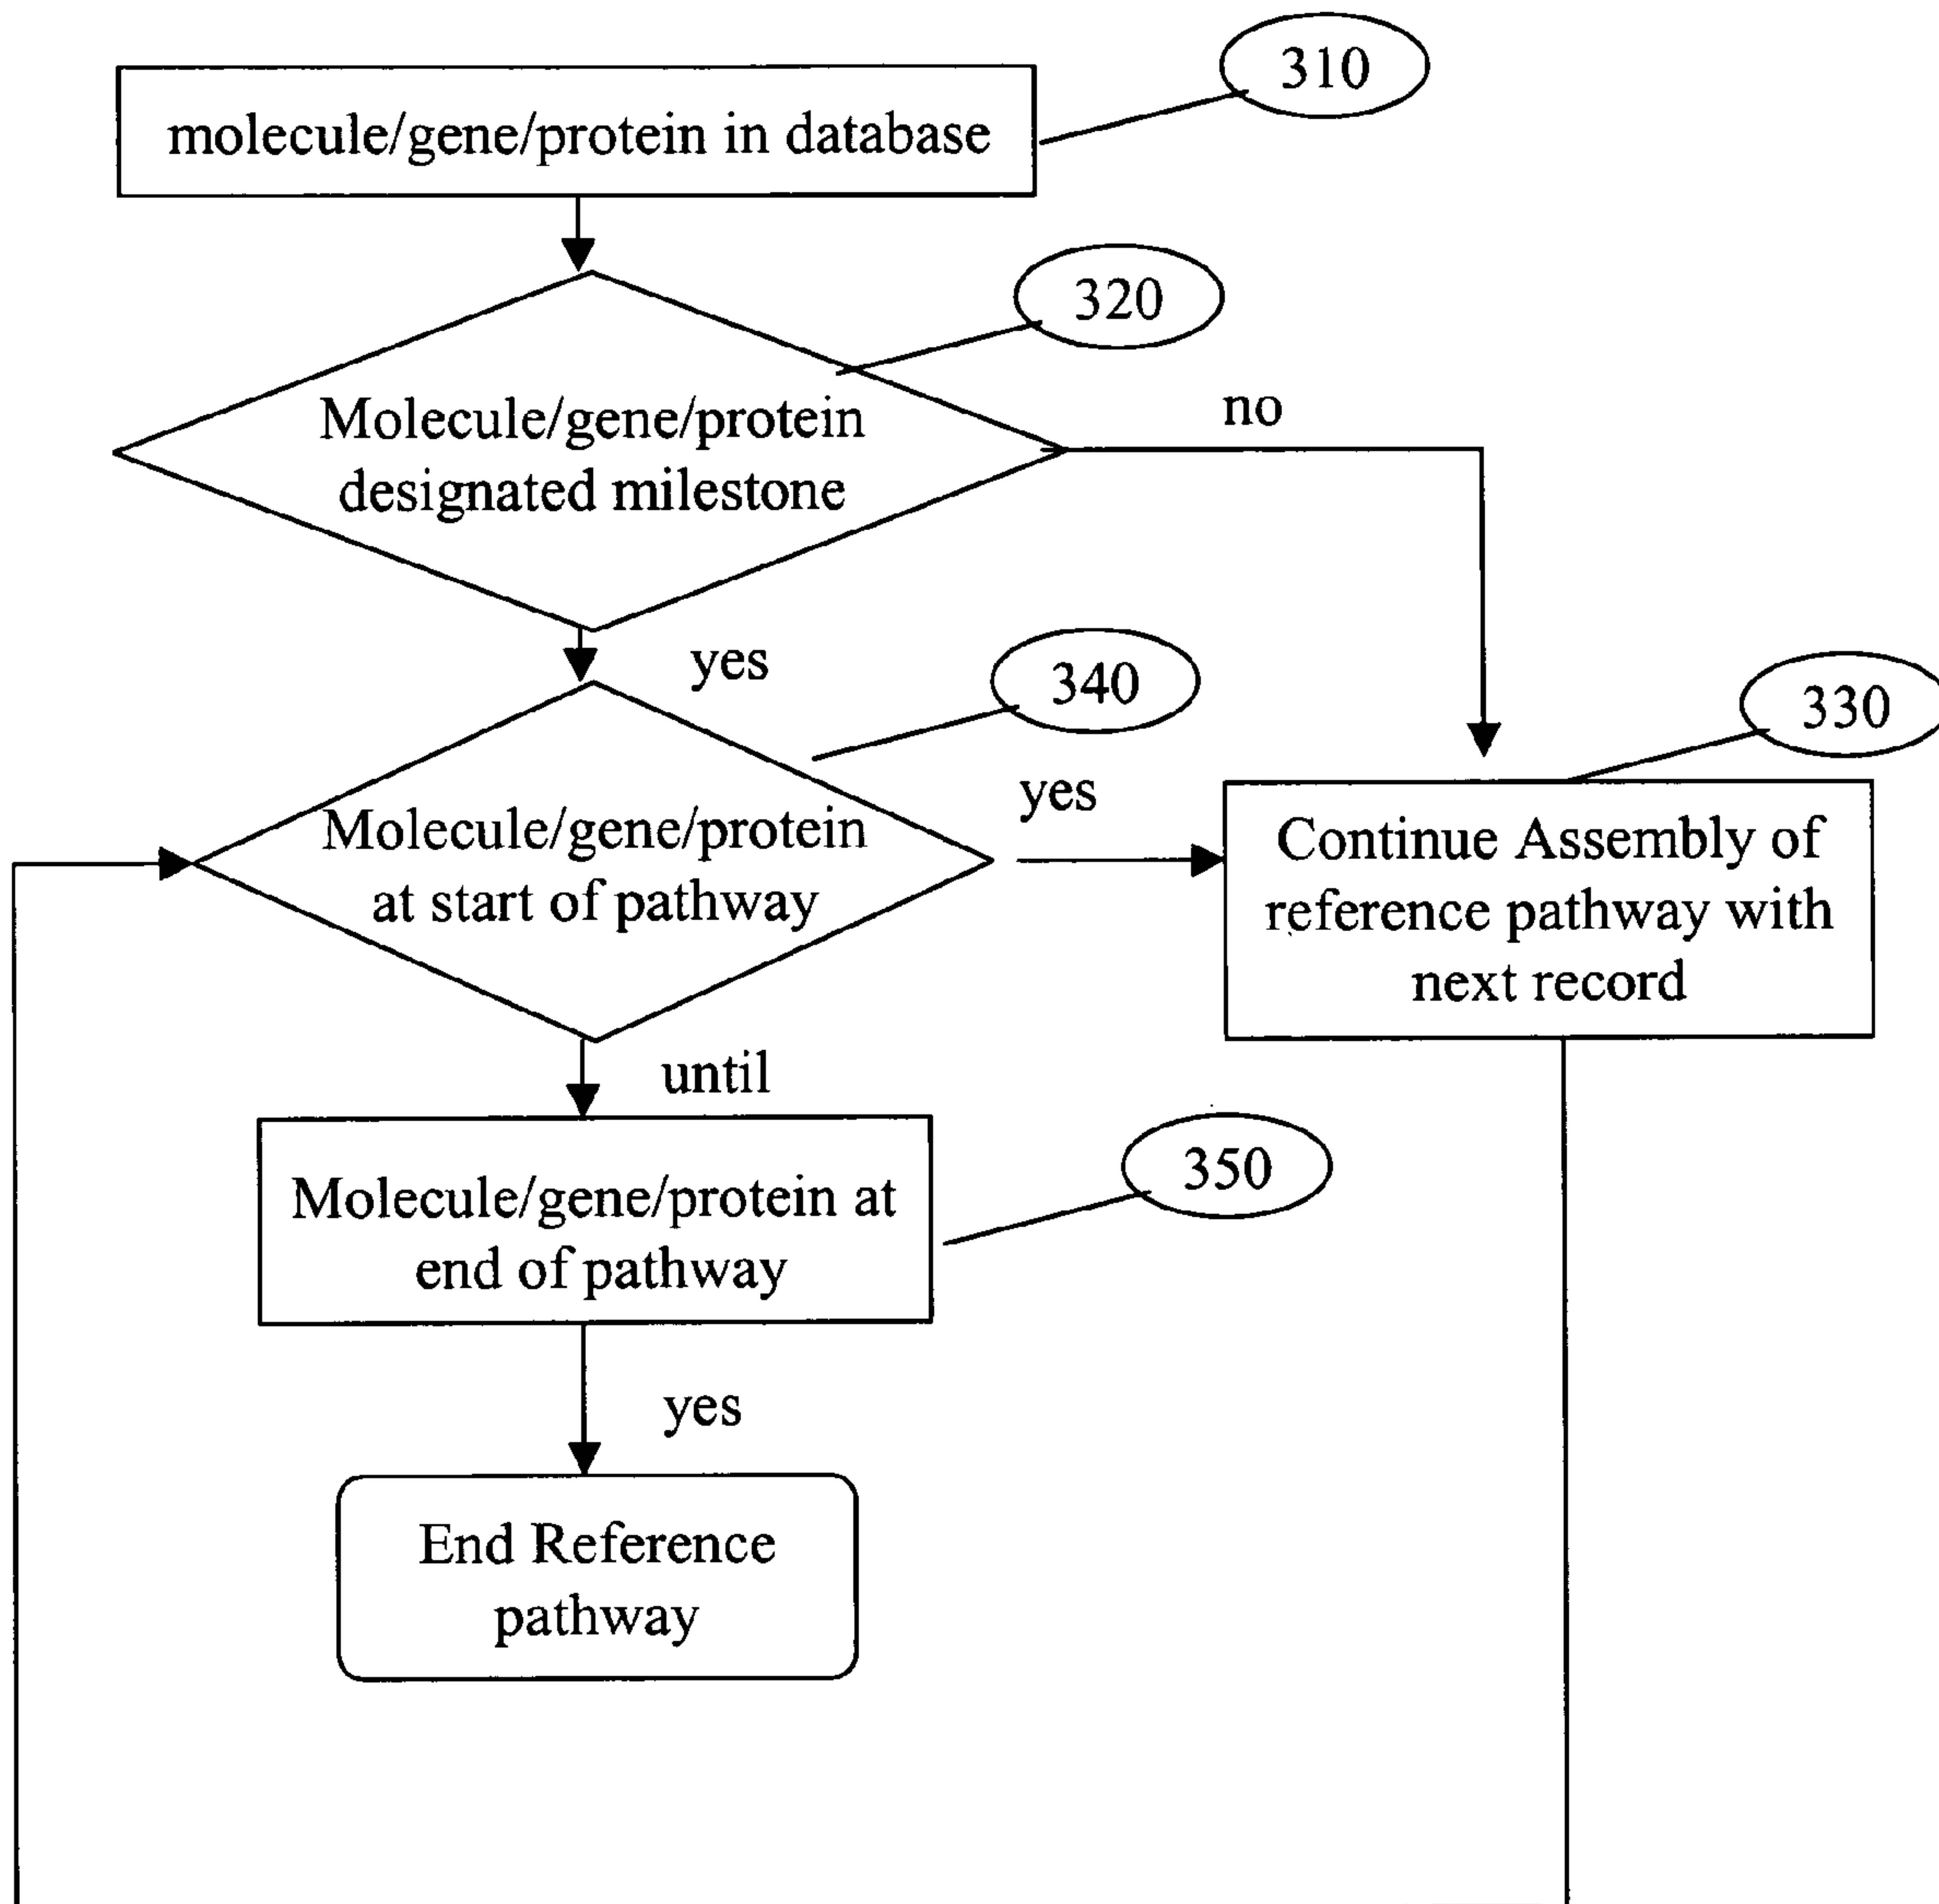 310
molecule/gene/protein in database
320
Molecule/gene/protein
designated milestone
no
yes
340
330
yes
Molecule/gene/protein
at start of pathway
Continue Assembly of
reference pathway with
next record
until
350
Molecule/gene/protein at
end of pathway
yes
End Reference
pathway